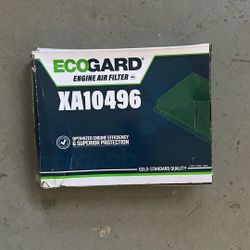 ECOGARD®
ENGINE AIR FILTER
XA10496
OPTIMIZED ENGINE EFFICIENCY
& SUPERIOR PROTECTION
GOLD-STANDARD QUALITY